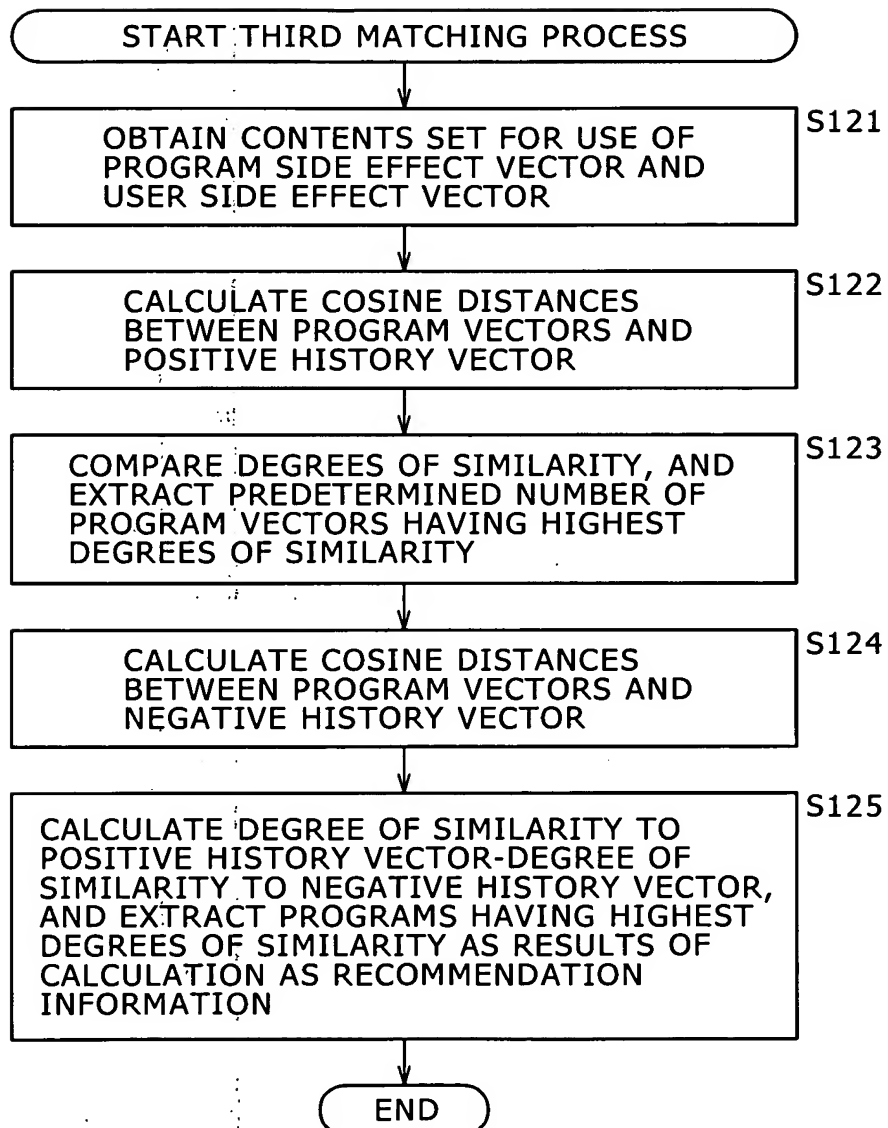 START THIRD MATCHING PROCESS
S121
OBTAIN CONTENTS SET FOR USE OF
PROGRAM SIDE EFFECT VECTOR AND
USER SIDE EFFECT VECTOR
S122
CALCULATE COSINE DISTANCES
BETWEEN PROGRAM VECTORS AND
POSITIVE HISTORY VECTOR
S123
COMPARE DEGREES OF SIMILARITY, AND
EXTRACT PREDETERMINED NUMBER OF
PROGRAM VECTORS HAVING HIGHEST
DEGREES OF SIMILARITY
S124
CALCULATE COSINE DISTANCES
BETWEEN PROGRAM VECTORS AND
NEGATIVE HISTORY VECTOR
S125
CALCULATE DEGREE OF SIMILARITY TO
POSITIVE HISTORY VECTOR-DEGREE OF
SIMILARITY TO NEGATIVE HISTORY VECTOR,
AND EXTRACT PROGRAMS HAVING HIGHEST
DEGREES OF SIMILARITY AS RESULTS OF
CALCULATION AS RECOMMENDATION
INFORMATION
END